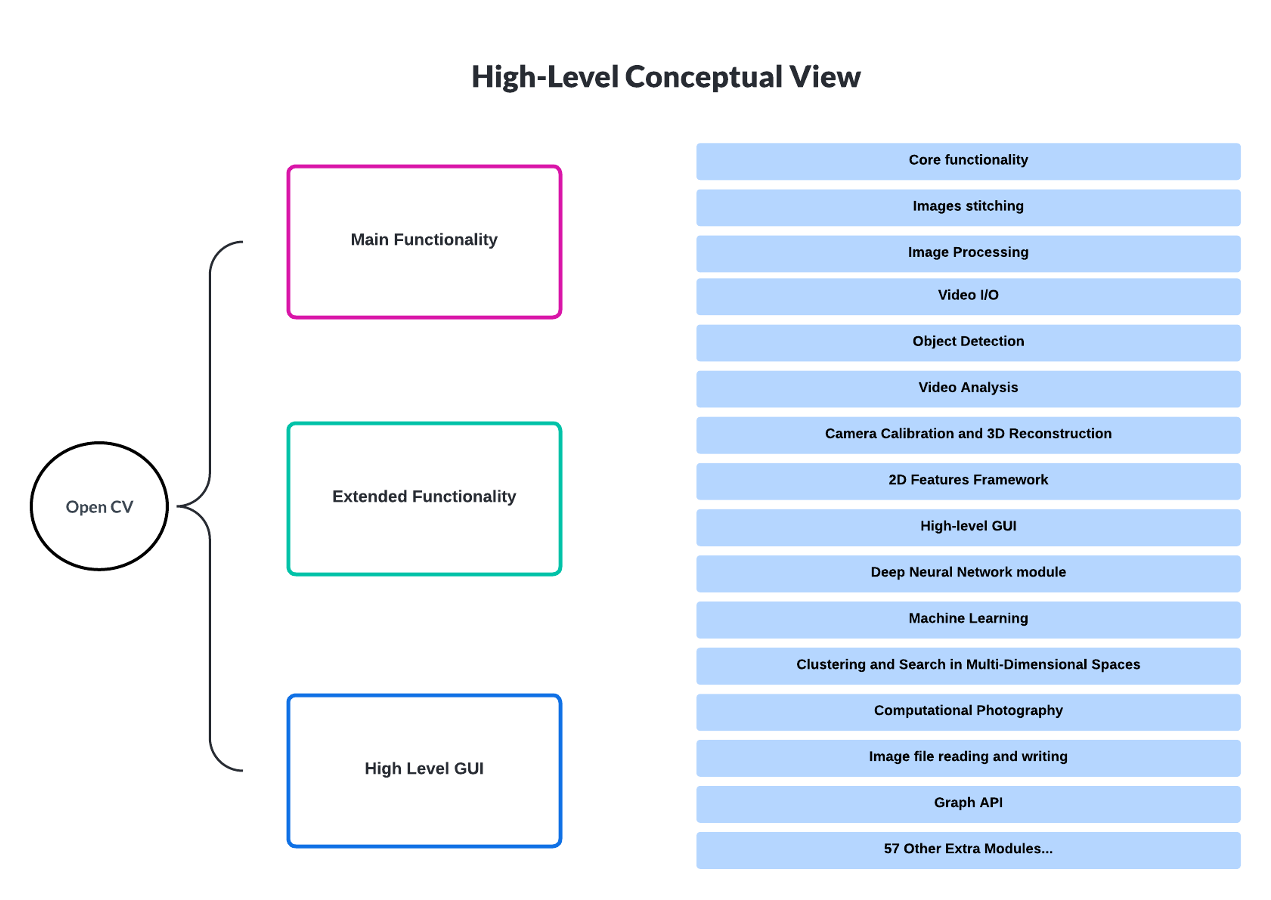 High-Level Conceptual View
Open CV
Main Functionality
Extended Functionality
High Level GUI
Core functionality
Images stitching
Image Processing
Video I/O
Object Detection
Video Analysis
Camera Calibration and 3D Reconstruction
2D Features Framework
High-level GUI
Deep Neural Network module
Machine Learning
Clustering and Search in Multi-Dimensional Spaces
Computational Photography
Image file reading and writing
Graph API
57 Other Extra Modules...